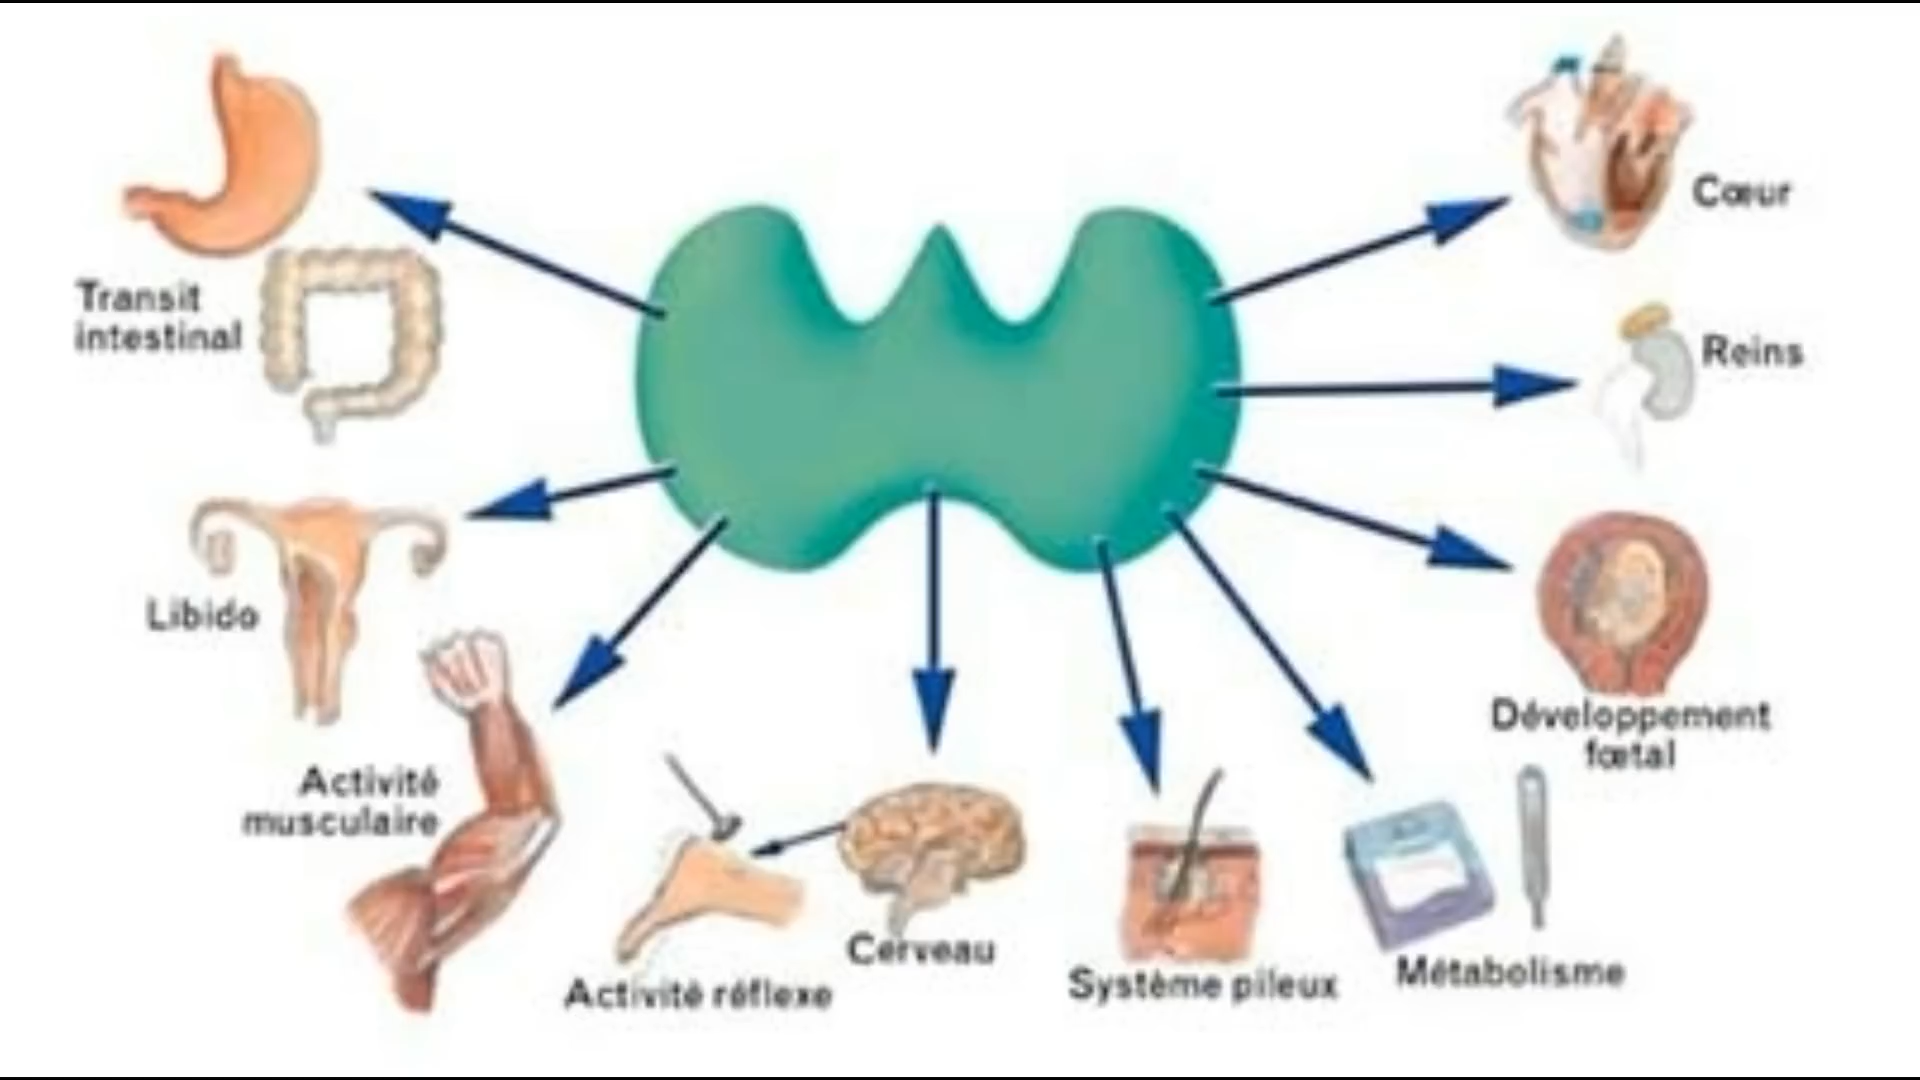 Cœur
Transit
intestinal
Reins
Libido
Développement
fœtal
Activité
musculaire
Cerveau
Activité réflexe
Système pileux
Métabolisme